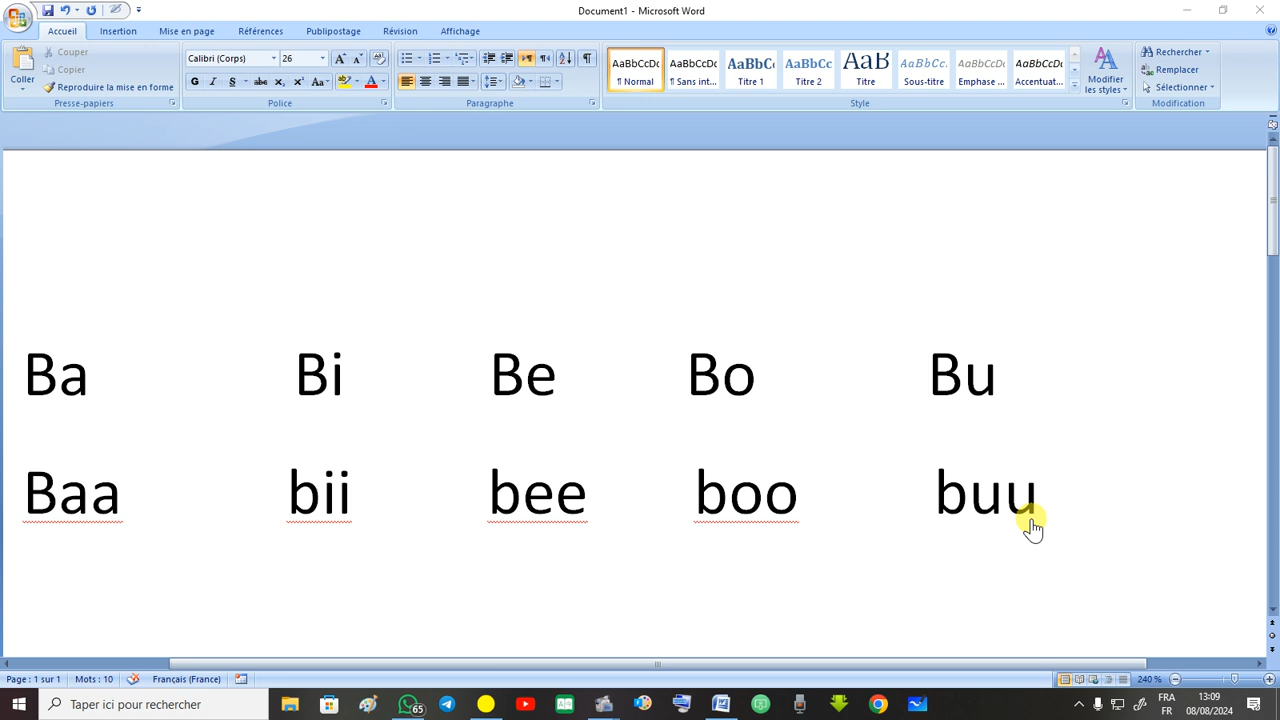 Document1 - Microsoft Word
Accueil Insertion Mise en page Références Publipostage Révision Affichage
Coller
Couper
Copier
Reproduire la mise en forme
Presse-papiers
Calibri (Corps) 26
Police
Paragraphe
AaBbCcDc AaBbCcDc AaBbCc AaBbCc AaB AaBbCc. AaBbCcDc AaBbCcDc
¶ Normal ¶ Sans int... Titre 1 Titre 2 Titre Sous-titre Emphase ... Accentuat...
Modifier les styles
Style
Rechercher
Remplacer
Sélectionner
Modification
Ba Bi Be Bo Bu
Baa bii bee boo buu
Page : 1 sur 1 Mots : 10 Français (France) 240 %
Taper ici pour rechercher 65 FRA 13:09
FR 08/08/2024